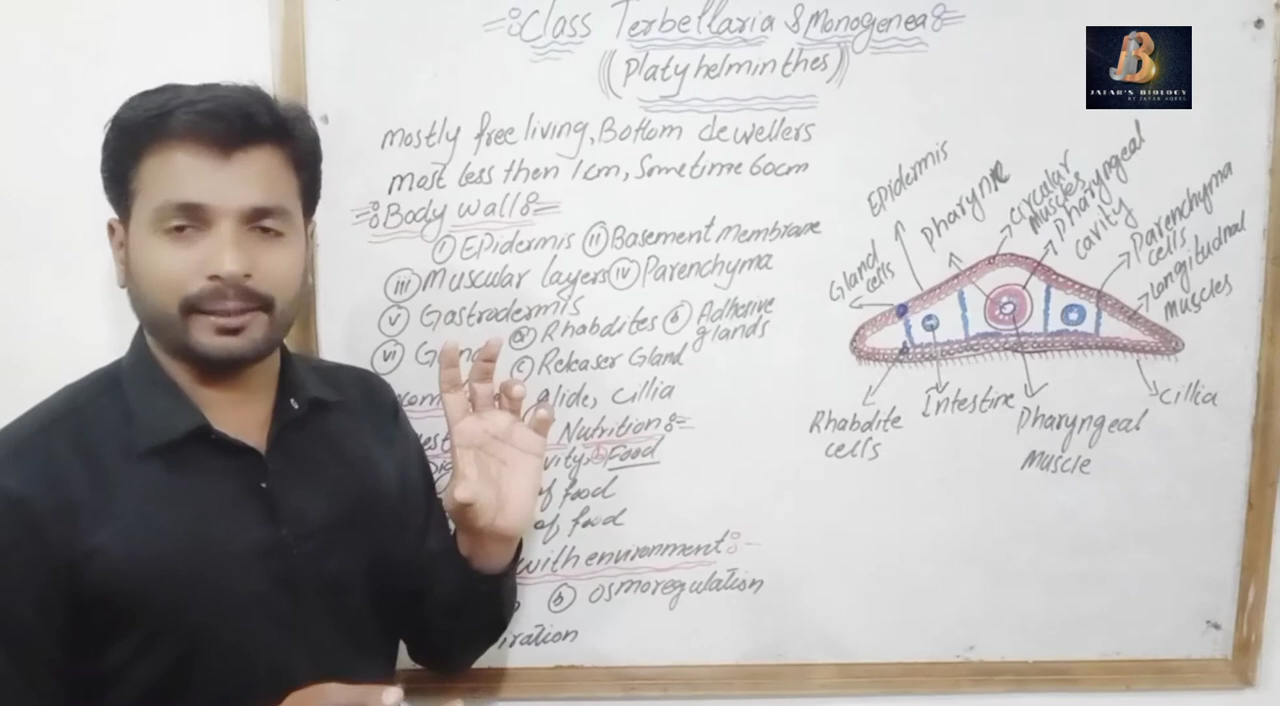 Class Terbellaria & Monogenea
(Platyhelminthes)
mostly free living, Bottom dewellers
most less then 1cm, Sometime 60cm
Body wall
(i) Epidermis (ii) Basement Membrane
(iii) Muscular layers (iv) Parenchyma
(v) Gastrodermis
(a) Rhabdites (b) Adhesive glands
(vi)
(c) Releaser Gland
glide, cillia
Nutrition
(b) Food
of food
of food
with environment
(b) Osmoregulation
JAFAR'S BIOLOGY
Gland cells
Epidermis
Pharynx
circular Muscles
Pharyngeal cavity
Parenchyma cells
Longitudnal Muscles
Rhabdite cells
Intestine
Pharyngeal Muscle
Cillia